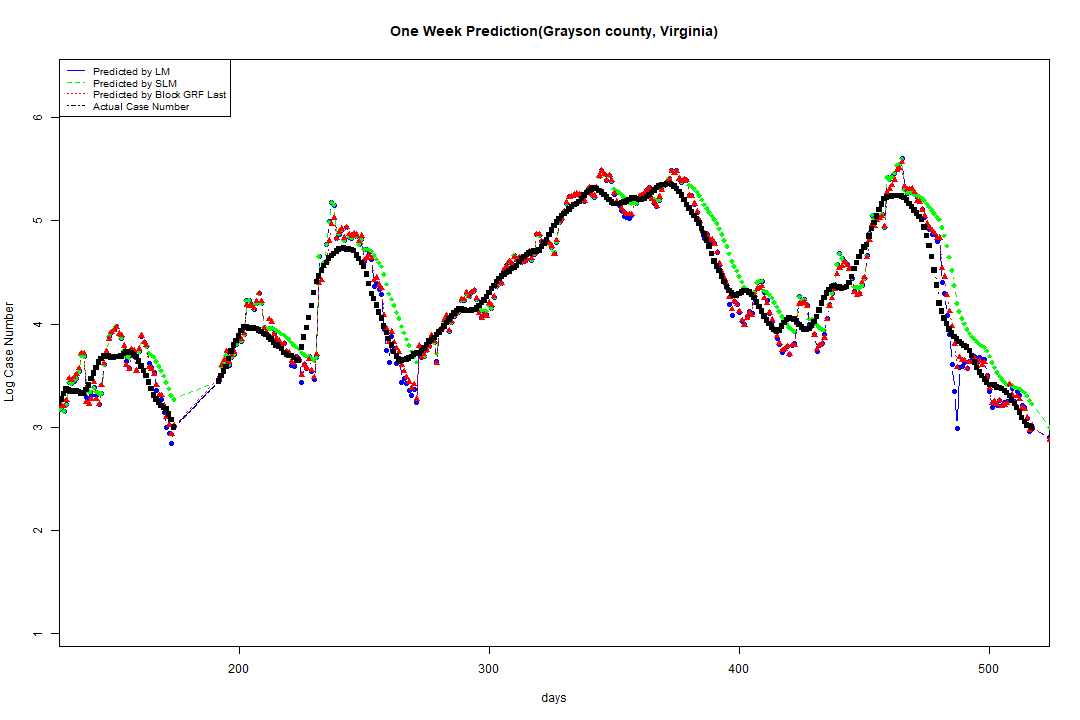 One Week Prediction(Grayson county, Virginia)
Predicted by LM
Predicted by SLM
Predicted by Block GRF Last
Actual Case Number
6
5
4
3
2
1
Log Case Number
200 300 400 500
days